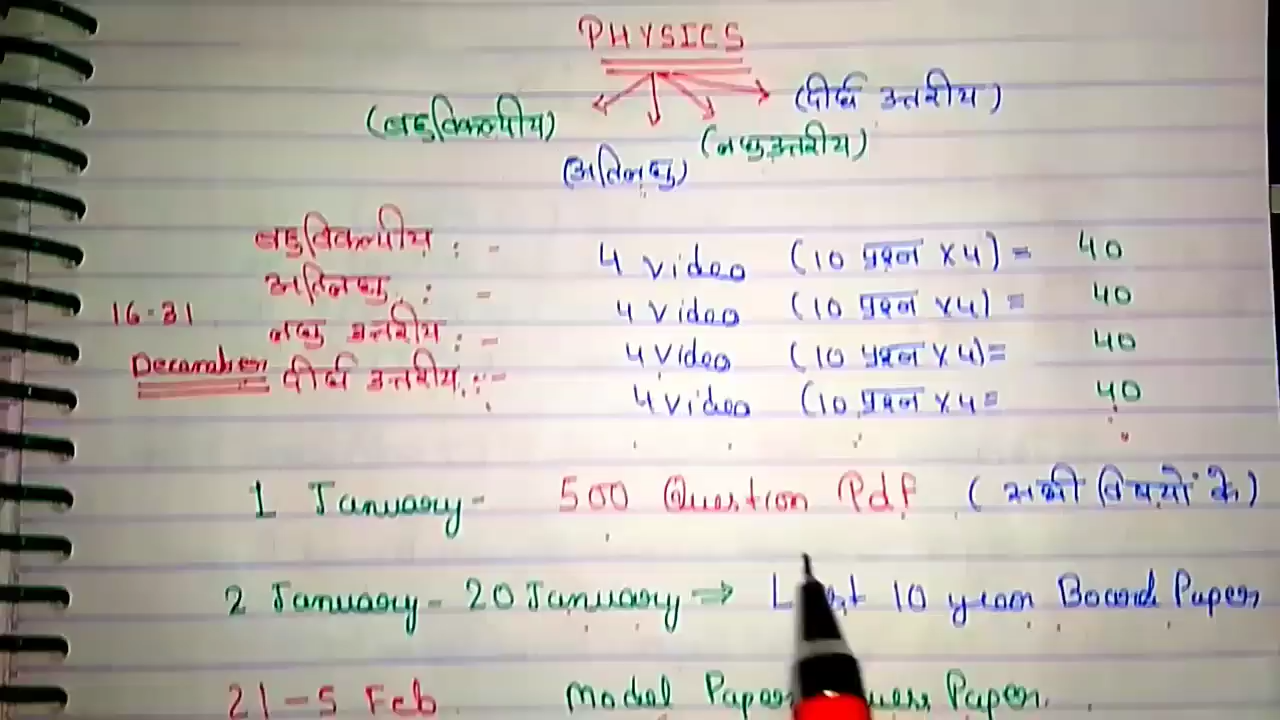 PHYSICS
(बहुविकल्पीय) (अतिलघु) (लघुउत्तरीय) (दीर्घ उत्तरीय)
बहुविकल्पीय :- 4 video (10 प्रश्न x4) = 40
अतिलघु :- 4 video (10 प्रश्न x4) = 40
16-31 लघु उत्तरीय :- 4 video (10 प्रश्न x4)= 40
December दीर्घ उत्तरीय :- 4 video (10 प्रश्न x4= 40
1 January- 500 Question Pdf (सभी विषयों के)
2 January- 20 January ⇒ 10 year Board Paper
21-5 Feb Model Paper Paper.